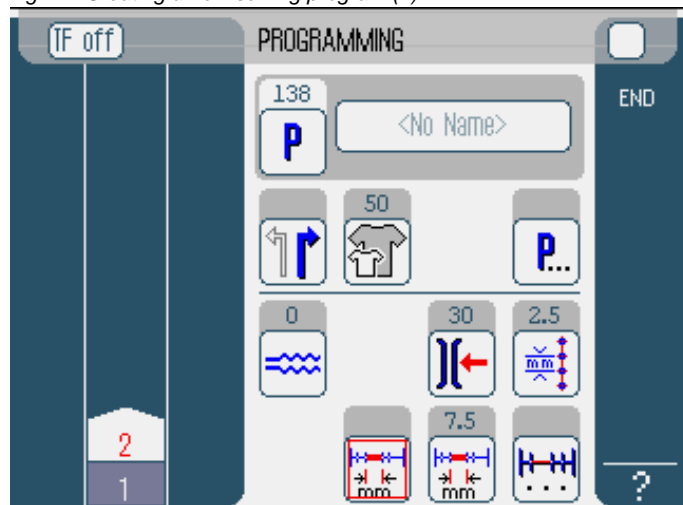 TF off
PROGRAMMING
138
P
<No Name>
END
50
P...
0
30
2.5
mm
7.5
mm
mm
...
2
1
?